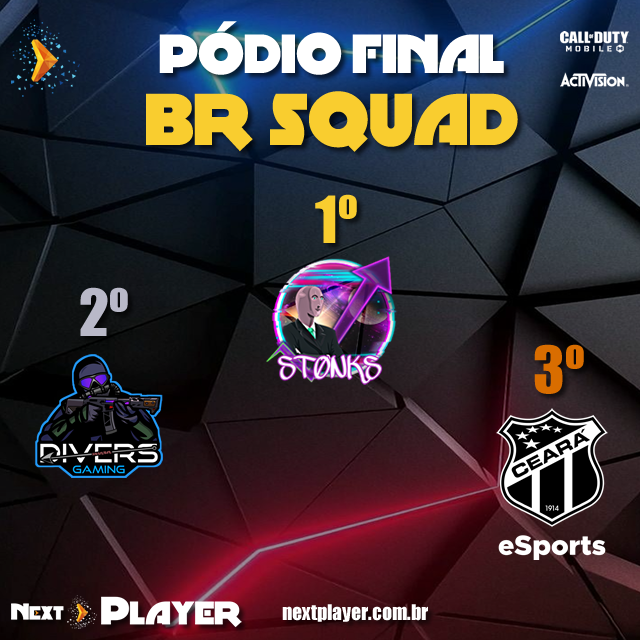 PÓDIO FINAL
BR SQUAD
CALL OF DUTY
MOBILE
ACTIVISION
1º
STONKS
2º
DIVERS
GAMING
3º
CEARÁ
1914
eSports
NEXT PLAYER
nextplayer.com.br